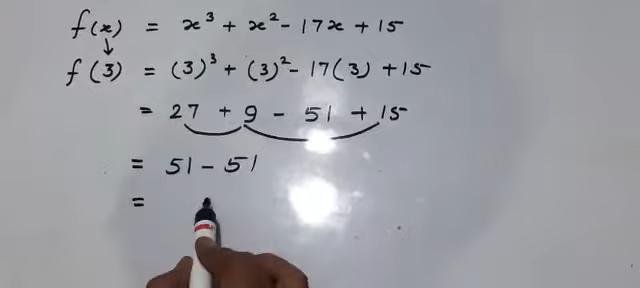 f(x) = x³ + x² - 17x + 15
↓
f(3) = (3)³ + (3)² - 17(3) + 15
= 27 + 9 - 51 + 15
= 51 - 51
=